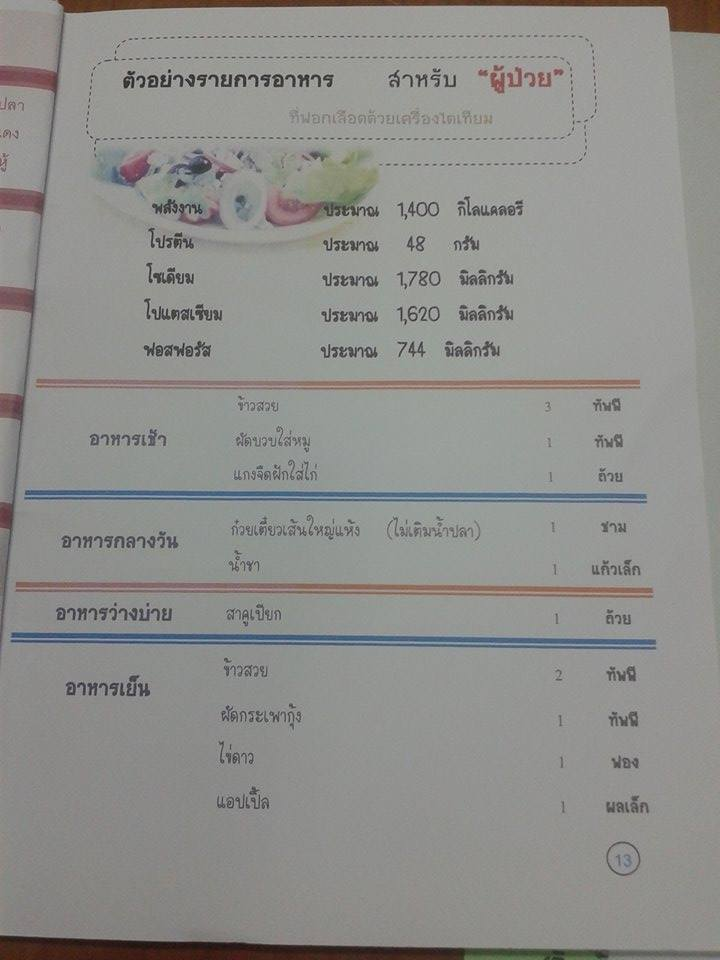 ปลา
แดง
หู้
ตัวอย่างรายการอาหาร สำหรับ "ผู้ป่วย"
ที่ฟอกเลือดด้วยเครื่องไตเทียม
พลังงาน ประมาณ 1,400 กิโลแคลอรี
โปรตีน ประมาณ 48 กรัม
โซเดียม ประมาณ 1,780 มิลลิกรัม
โปแตสเซียม ประมาณ 1,620 มิลลิกรัม
ฟอสฟอรัส ประมาณ 744 มิลลิกรัม
ข้าวสวย 3 ทัพพี
อาหารเช้า ผัดบวบใส่หมู 1 ทัพพี
แกงจืดฟักใส่ไก่ 1 ถ้วย
อาหารกลางวัน ก๋วยเตี๋ยวเส้นใหญ่แห้ง (ไม่เติมน้ำปลา) 1 ชาม
น้ำชา 1 แก้วเล็ก
อาหารว่างบ่าย สาคูเปียก 1 ถ้วย
ข้าวสวย 2 ทัพพี
อาหารเย็น
ผัดกระเพากุ้ง 1 ทัพพี
ไข่ดาว 1 ฟอง
แอปเปิ้ล 1 ผลเล็ก
13